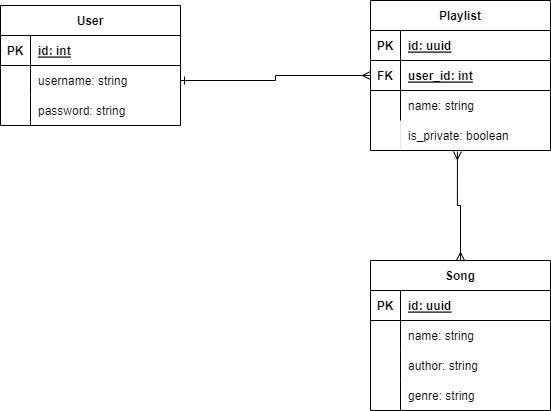 User
PK id: int
username: string
password: string
Playlist
PK id: uuid
FK user_id: int
name: string
is_private: boolean
Song
PK id: uuid
name: string
author: string
genre: string